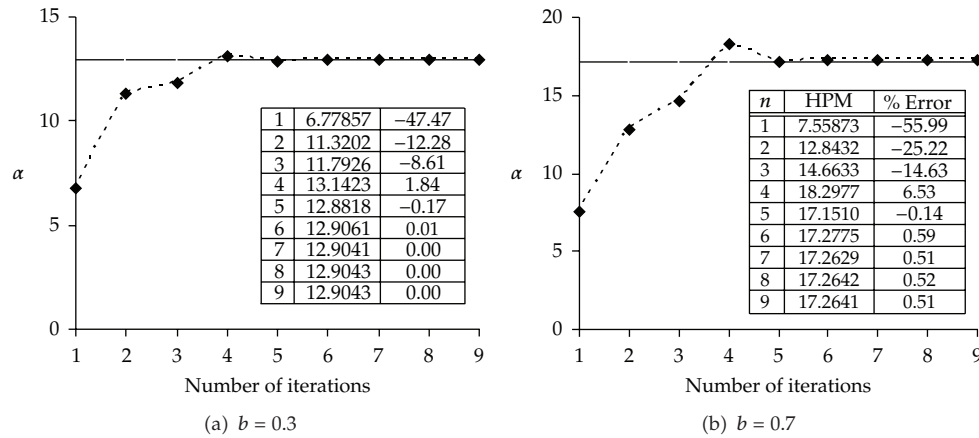 15
10
5
0
α
1 6.77857 −47.47
2 11.3202 −12.28
3 11.7926 −8.61
4 13.1423 1.84
5 12.8818 −0.17
6 12.9061 0.01
7 12.9041 0.00
8 12.9043 0.00
9 12.9043 0.00
1 2 3 4 5 6 7 8 9
Number of iterations
(a) b = 0.3
20
15
10
5
0
α
n HPM % Error
1 7.55873 −55.99
2 12.8432 −25.22
3 14.6633 −14.63
4 18.2977 6.53
5 17.1510 −0.14
6 17.2775 0.59
7 17.2629 0.51
8 17.2642 0.52
9 17.2641 0.51
1 2 3 4 5 6 7 8 9
Number of iterations
(b) b = 0.7